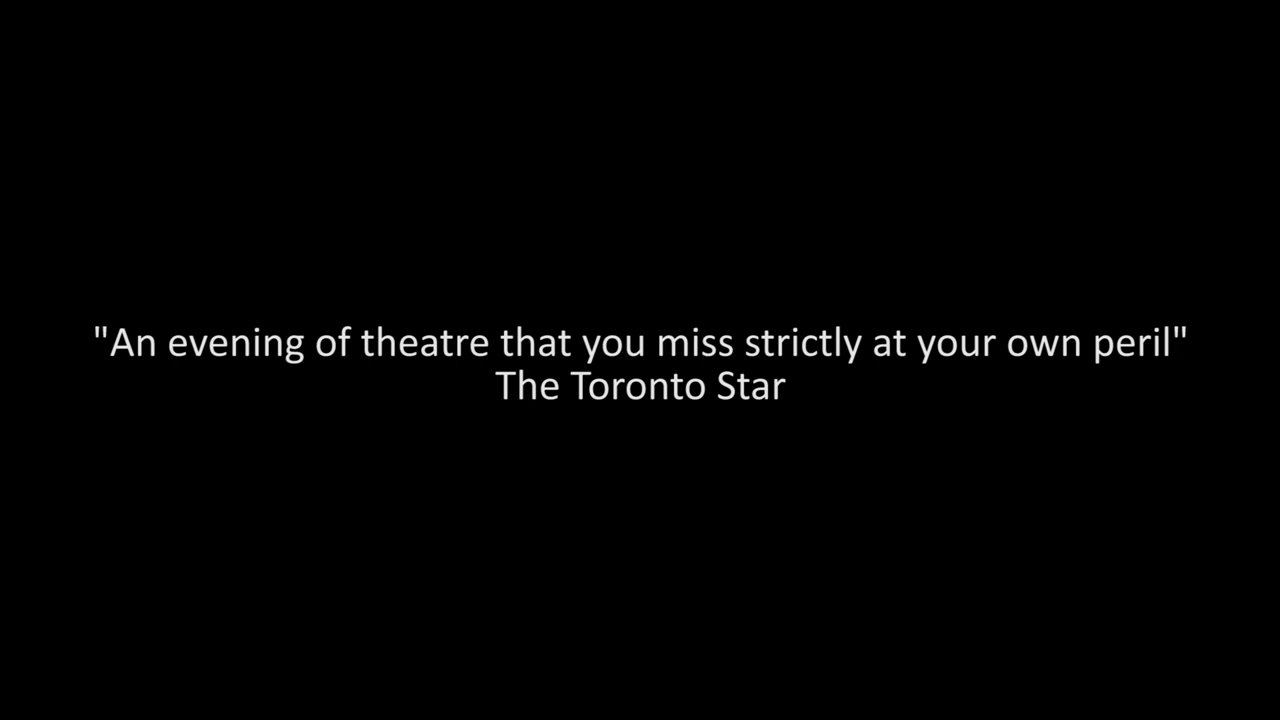 "An evening of theatre that you miss strictly at your own peril"
The Toronto Star